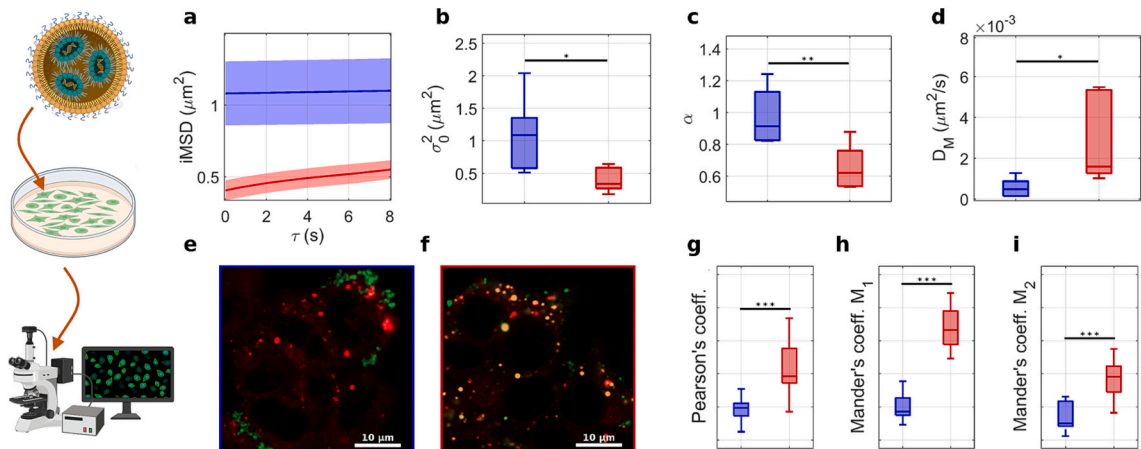 a
iMSD (μm²)
1
0.5
0 2 4 6 8
τ (s)
b
σ₀² (μm²)
2.5
2
1.5
1
0.5
0
*
c
α
1.4
1.2
1
0.8
0.6
**
d
×10⁻³
D_M (μm²/s)
8
6
4
2
0
*
e
10 μm
f
10 μm
g
Pearson's coeff.
***
h
Mander's coeff. M₁
***
i
Mander's coeff. M₂
***